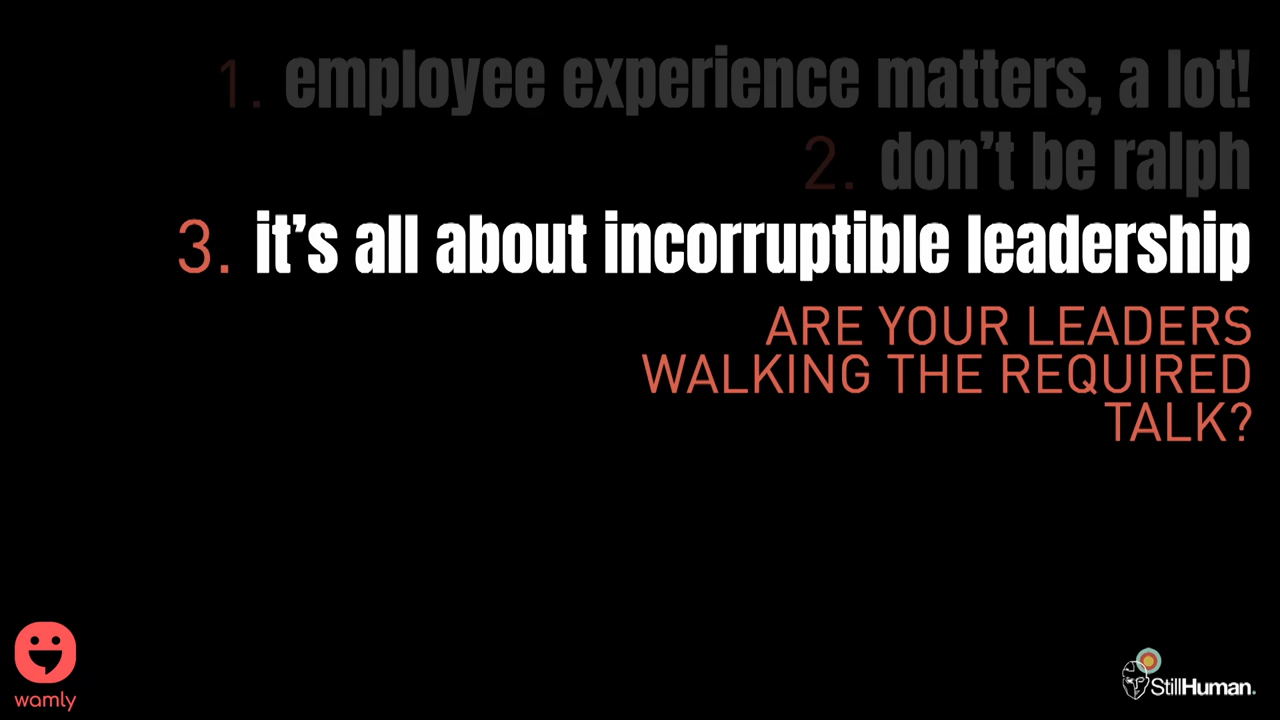 1. employee experience matters, a lot!
2. don’t be ralph
3. it’s all about incorruptible leadership
ARE YOUR LEADERS
WALKING THE REQUIRED
TALK?
wamly
StillHuman.